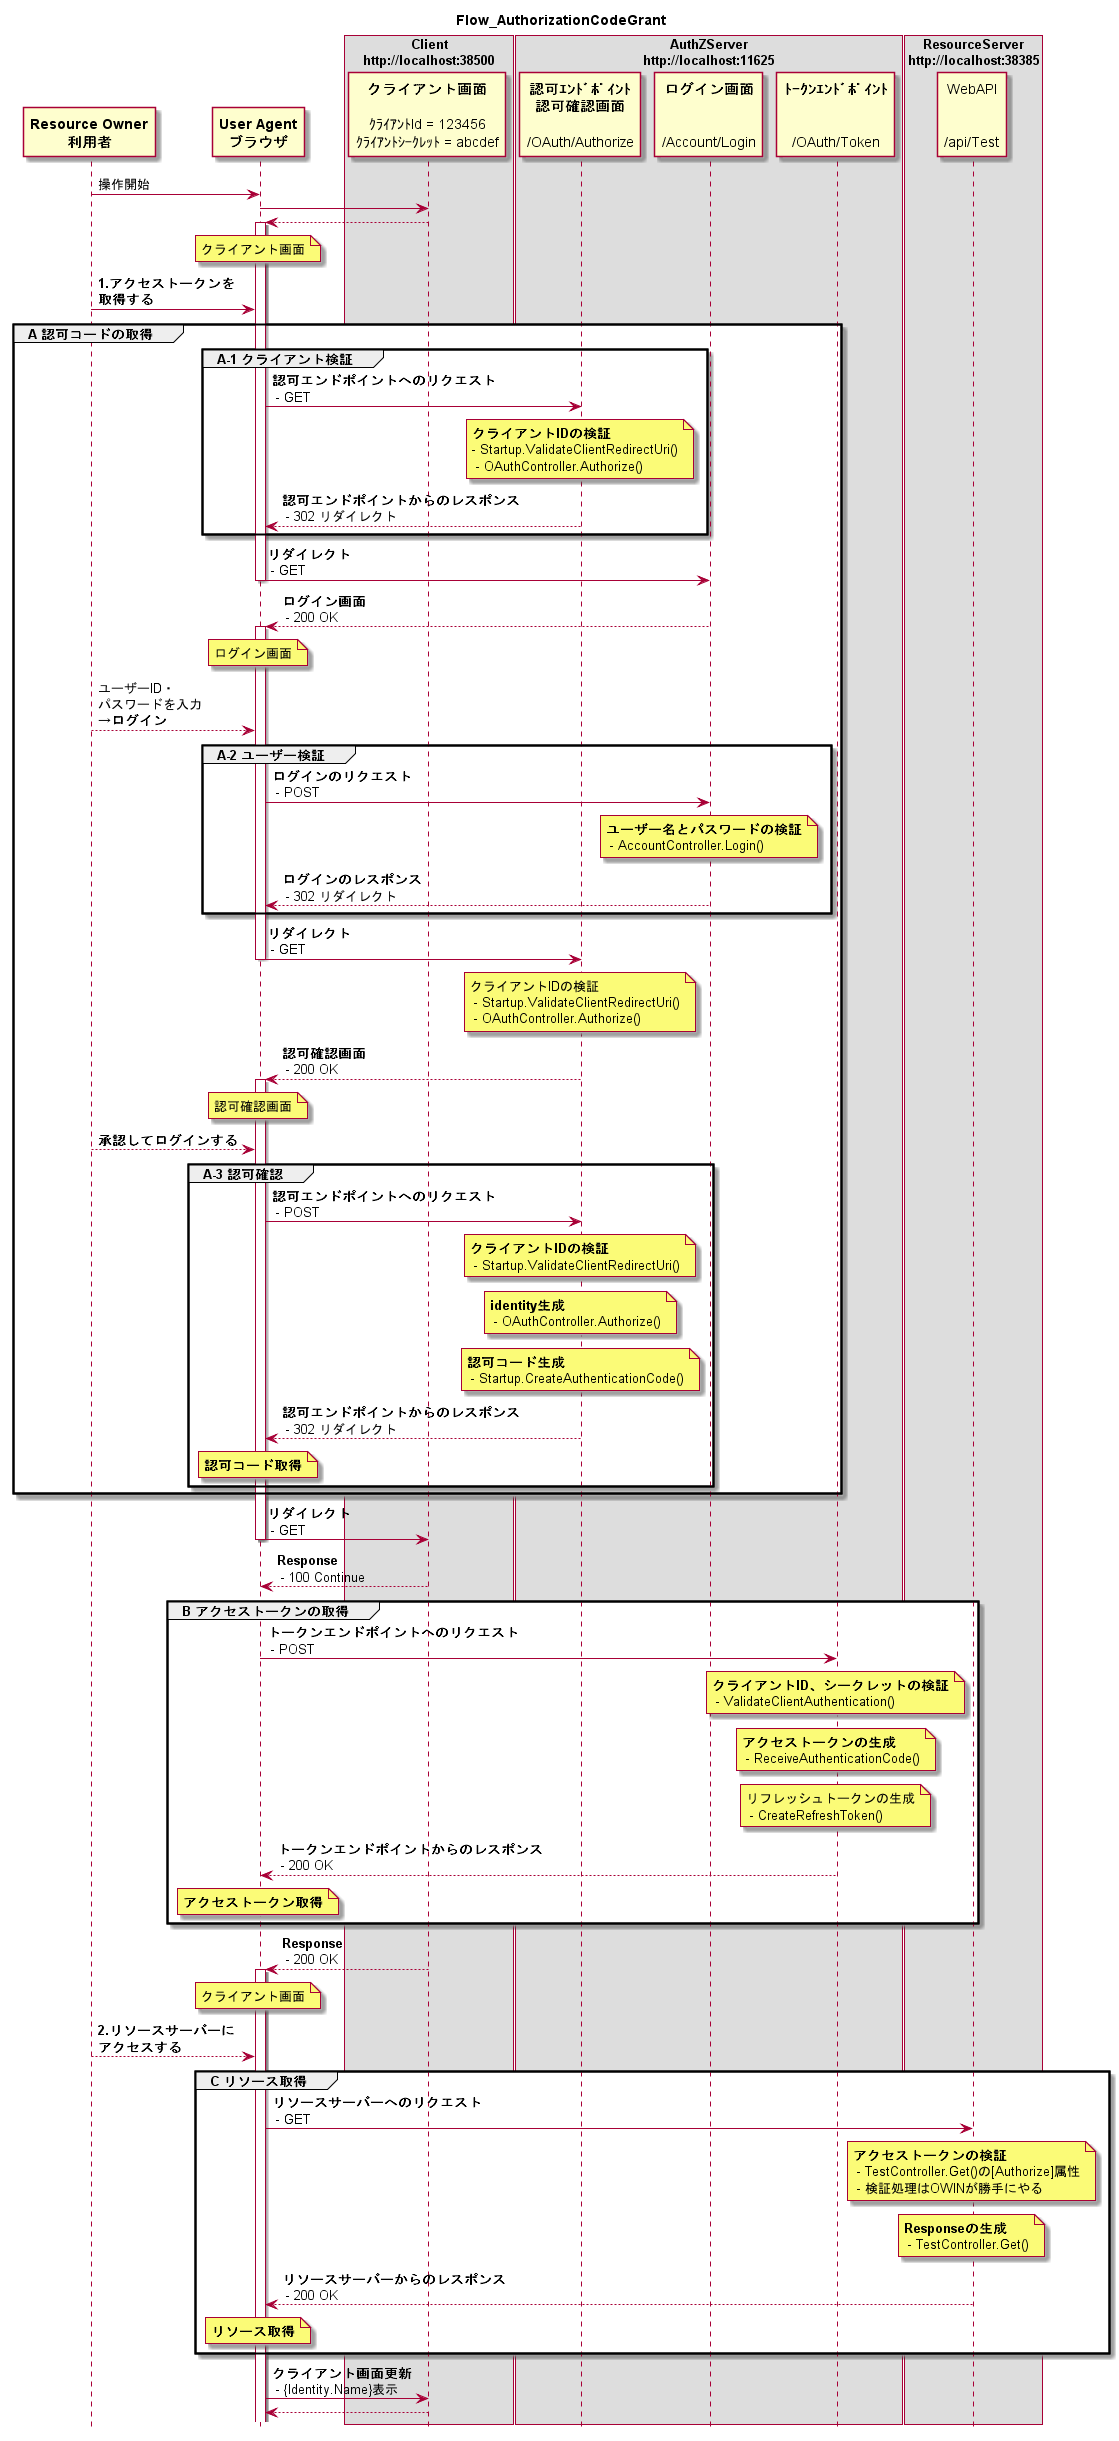 Flow_AuthorizationCodeGrant
Client
http://localhost:38500
AuthZServer
http://localhost:11625
ResourceServer
http://localhost:38385
Resource Owner
利用者
User Agent
ブラウザ
クライアント画面
ｸﾗｲｱﾝﾄId = 123456
ｸﾗｲｱﾝﾄｼｰｸﾚｯﾄ = abcdef
認可ｴﾝﾄﾞﾎﾟｲﾝﾄ
認可確認画面
/OAuth/Authorize
ログイン画面
/Account/Login
ﾄｰｸﾝｴﾝﾄﾞﾎﾟｲﾝﾄ
/OAuth/Token
WebAPI
/api/Test
操作開始
クライアント画面
1.アクセストークンを
取得する
A 認可コードの取得
A-1 クライアント検証
認可エンドポイントへのリクエスト
- GET
クライアントIDの検証
- Startup.ValidateClientRedirectUri()
- OAuthController.Authorize()
認可エンドポイントからのレスポンス
- 302 リダイレクト
リダイレクト
- GET
ログイン画面
- 200 OK
ログイン画面
ユーザーID・
パスワードを入力
→ログイン
A-2 ユーザー検証
ログインのリクエスト
- POST
ユーザー名とパスワードの検証
- AccountController.Login()
ログインのレスポンス
- 302 リダイレクト
リダイレクト
- GET
クライアントIDの検証
- Startup.ValidateClientRedirectUri()
- OAuthController.Authorize()
認可確認画面
- 200 OK
認可確認画面
承認してログインする
A-3 認可確認
認可エンドポイントへのリクエスト
- POST
クライアントIDの検証
- Startup.ValidateClientRedirectUri()
identity生成
- OAuthController.Authorize()
認可コード生成
- Startup.CreateAuthenticationCode()
認可エンドポイントからのレスポンス
- 302 リダイレクト
認可コード取得
リダイレクト
- GET
Response
- 100 Continue
B アクセストークンの取得
トークンエンドポイントへのリクエスト
- POST
クライアントID、シークレットの検証
- ValidateClientAuthentication()
アクセストークンの生成
- ReceiveAuthenticationCode()
リフレッシュトークンの生成
- CreateRefreshToken()
トークンエンドポイントからのレスポンス
- 200 OK
アクセストークン取得
Response
- 200 OK
クライアント画面
2.リソースサーバーに
アクセスする
C リソース取得
リソースサーバーへのリクエスト
- GET
アクセストークンの検証
- TestController.Get()の[Authorize]属性
- 検証処理はOWINが勝手にやる
Responseの生成
- TestController.Get()
リソースサーバーからのレスポンス
- 200 OK
リソース取得
クライアント画面更新
- {Identity.Name}表示